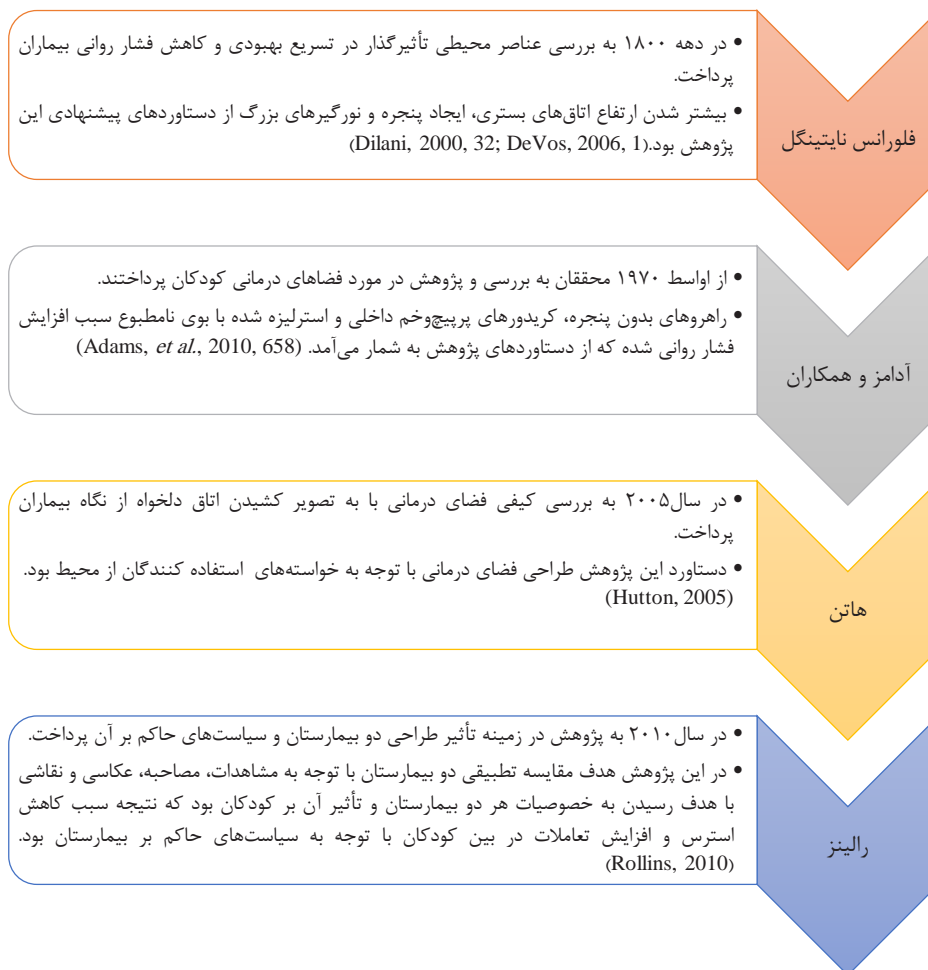 فلورانس نایتینگل
• در دهه ۱۸۰۰ به بررسی عناصر محیطی تأثیرگذار در تسریع بهبودی و کاهش فشار روانی بیماران
پرداخت.
• بیشتر شدن ارتفاع اتاق‌های بستری، ایجاد پنجره و نورگیرهای بزرگ از دستاوردهای پیشنهادی این
پژوهش بود.(Dilani, 2000, 32; DeVos, 2006, 1)
آدامز و همکاران
• از اواسط ۱۹۷۰ محققان به بررسی و پژوهش در مورد فضاهای درمانی کودکان پرداختند.
• راهروهای بدون پنجره، کریدورهای پرپیچ‌وخم داخلی و استرلیزه شده با بوی نامطبوع سبب افزایش
فشار روانی شده که از دستاوردهای پژوهش به شمار می‌آمد. (Adams, et al., 2010, 658)
هاتن
• در سال۲۰۰۵ به بررسی کیفی فضای درمانی با به تصویر کشیدن اتاق دلخواه از نگاه بیماران
پرداخت.
• دستاورد این پژوهش طراحی فضای درمانی با توجه به خواسته‌های استفاده کنندگان از محیط بود.
(Hutton, 2005)
رالینز
• در سال۲۰۱۰ به پژوهش در زمینه تأثیر طراحی دو بیمارستان و سیاست‌های حاکم بر آن پرداخت.
• در این پژوهش هدف مقایسه تطبیقی دو بیمارستان با توجه به مشاهدات، مصاحبه، عکاسی و نقاشی
با هدف رسیدن به خصوصیات هر دو بیمارستان و تأثیر آن بر کودکان بود که نتیجه سبب کاهش
استرس و افزایش تعاملات در بین کودکان با توجه به سیاست‌های حاکم بر بیمارستان بود.
(Rollins, 2010)